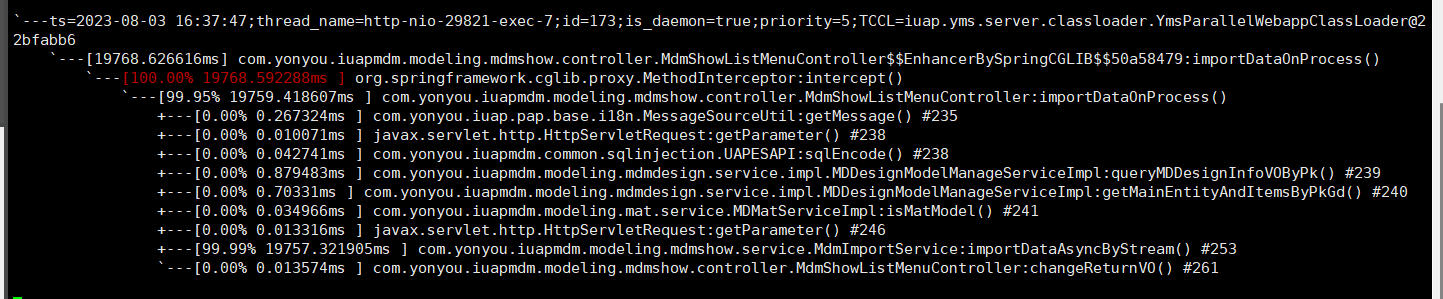 `---ts=2023-08-03 16:37:47;thread_name=http-nio-29821-exec-7;id=173;is_daemon=true;priority=5;TCCL=iuap.yms.server.classloader.YmsParallelWebappClassLoader@2
2bfabb6
`---[19768.626616ms] com.yonyou.iuapmdm.modeling.mdmshow.controller.MdmShowListMenuController$$EnhancerBySpringCGLIB$$50a58479:importDataOnProcess()
`---[100.00% 19768.592288ms ] org.springframework.cglib.proxy.MethodInterceptor:intercept()
`---[99.95% 19759.418607ms ] com.yonyou.iuapmdm.modeling.mdmshow.controller.MdmShowListMenuController:importDataOnProcess()
+---[0.00% 0.267324ms ] com.yonyou.iuap.pap.base.i18n.MessageSourceUtil:getMessage() #235
+---[0.00% 0.010071ms ] javax.servlet.http.HttpServletRequest:getParameter() #238
+---[0.00% 0.042741ms ] com.yonyou.iuapmdm.common.sqlinjection.UAPESAPI:sqlEncode() #238
+---[0.00% 0.879483ms ] com.yonyou.iuapmdm.modeling.mdmdesign.service.impl.MDDesignModelManageServiceImpl:queryMDDesignInfoVOByPk() #239
+---[0.00% 0.70331ms ] com.yonyou.iuapmdm.modeling.mdmdesign.service.impl.MDDesignModelManageServiceImpl:getMainEntityAndItemsByPkGd() #240
+---[0.00% 0.034966ms ] com.yonyou.iuapmdm.modeling.mat.service.MDMatServiceImpl:isMatModel() #241
+---[0.00% 0.013316ms ] javax.servlet.http.HttpServletRequest:getParameter() #246
+---[99.99% 19757.321905ms ] com.yonyou.iuapmdm.modeling.mdmshow.service.MdmImportService:importDataAsyncByStream() #253
`---[0.00% 0.013574ms ] com.yonyou.iuapmdm.modeling.mdmshow.controller.MdmShowListMenuController:changeReturnVO() #261